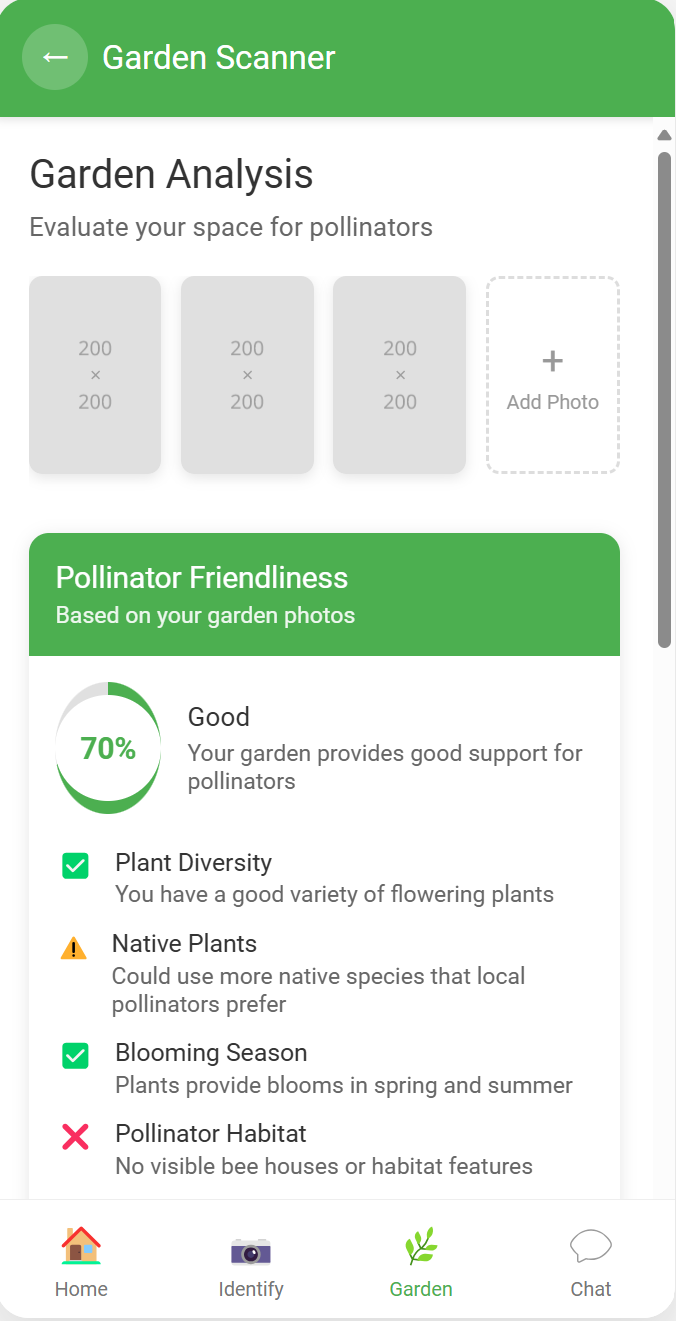 ← Garden Scanner
Garden Analysis
Evaluate your space for pollinators
200
×
200
200
×
200
200
×
200
+
Add Photo
Pollinator Friendliness
Based on your garden photos
70%
Good
Your garden provides good support for
pollinators
Plant Diversity
You have a good variety of flowering plants
Native Plants
Could use more native species that local
pollinators prefer
Blooming Season
Plants provide blooms in spring and summer
Pollinator Habitat
No visible bee houses or habitat features
Home
Identify
Garden
Chat